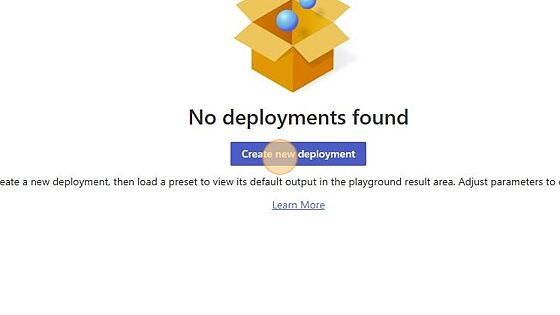 No deployments found
Create new deployment
eate a new deployment, then load a preset to view its default output in the playground result area. Adjust parameters to
Learn More